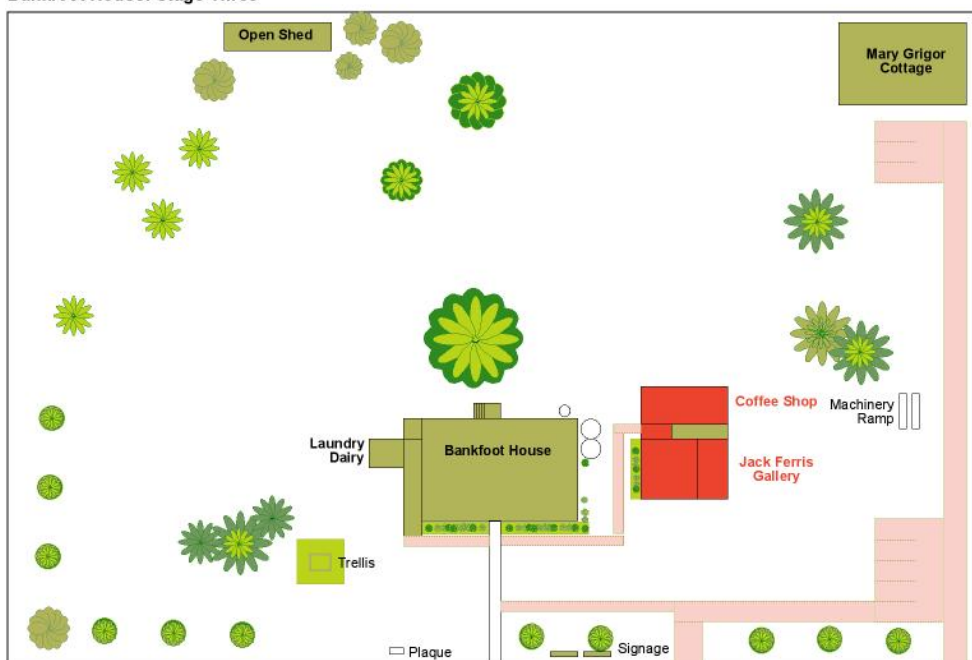 Open Shed
Mary Grigor
Cottage
Coffee Shop
Machinery
Ramp
Laundry
Dairy
Bankfoot House
Jack Ferris
Gallery
Trellis
Plaque
Signage